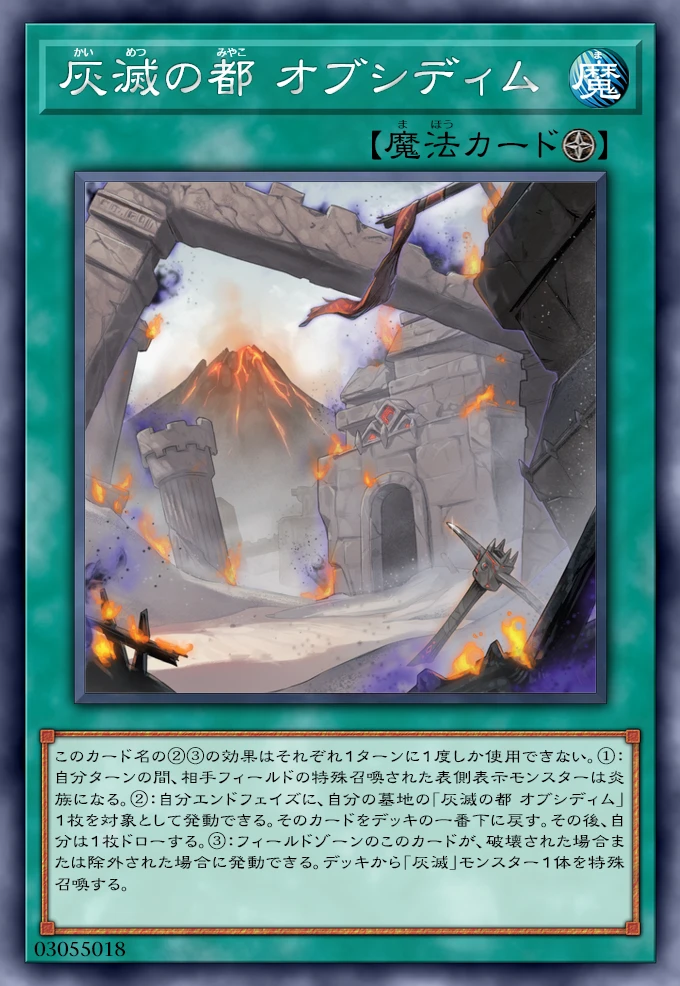 かい めつ みやこ
灰滅の都 オブシディム
ま
魔
ま ほう
【魔法カード】
このカード名の②③の効果はそれぞれ1ターンに1度しか使用できない。①:
自分ターンの間、相手フィールドの特殊召喚された表側表示モンスターは炎
族になる。②:自分エンドフェイズに、自分の墓地の「灰滅の都 オブシディム」
1枚を対象として発動できる。そのカードをデッキの一番下に戻す。その後、自
分は1枚ドローする。③:フィールドゾーンのこのカードが、破壊された場合ま
たは除外された場合に発動できる。デッキから「灰滅」モンスター1体を特殊
召喚する。
03055018